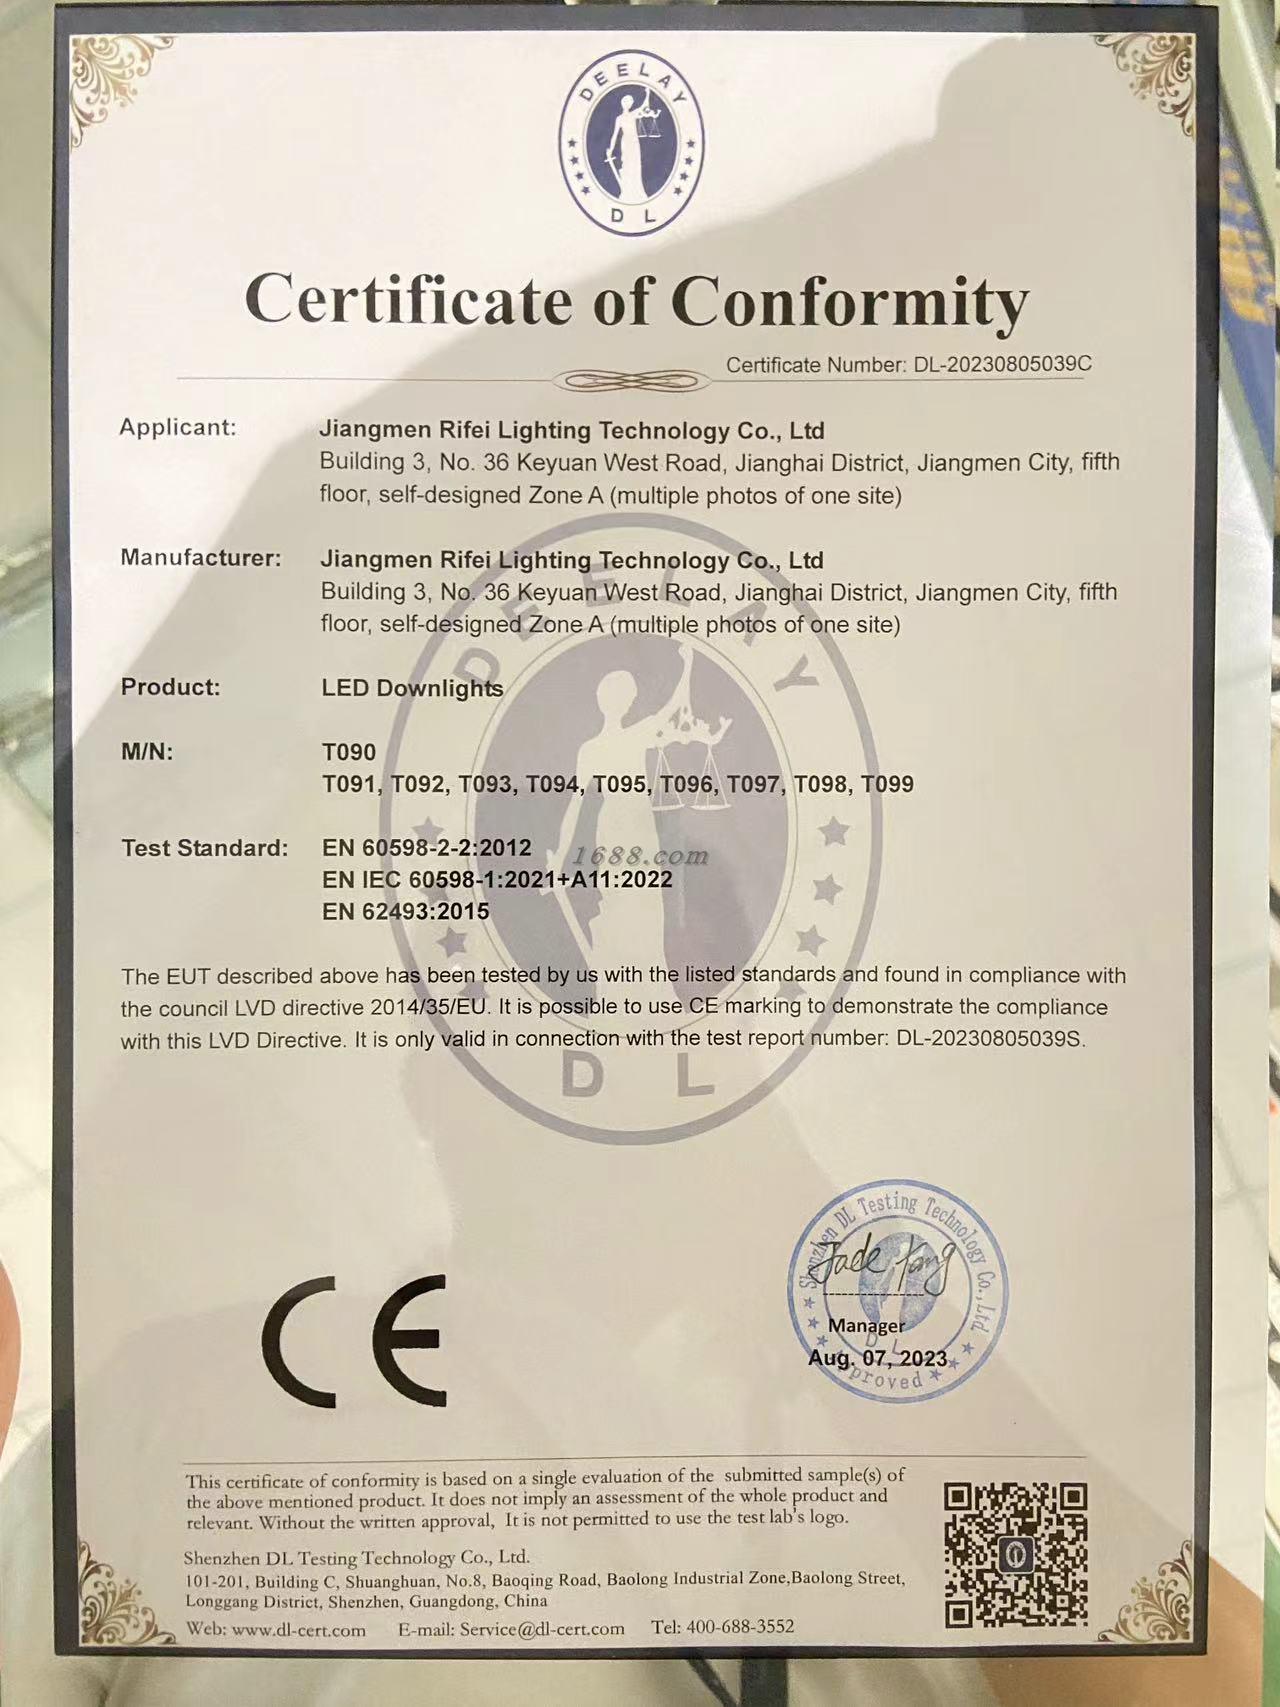 DEELAY
DL
Certificate of Conformity
Certificate Number: DL-20230805039C
Applicant: Jiangmen Rifei Lighting Technology Co., Ltd
Building 3, No. 36 Keyuan West Road, Jianghai District, Jiangmen City, fifth
floor, self-designed Zone A (multiple photos of one site)
Manufacturer: Jiangmen Rifei Lighting Technology Co., Ltd
Building 3, No. 36 Keyuan West Road, Jianghai District, Jiangmen City, fifth
floor, self-designed Zone A (multiple photos of one site)
DEELAY
Product: LED Downlights
M/N: T090
T091, T092, T093, T094, T095, T096, T097, T098, T099
Test Standard: EN 60598-2-2:2012
1688.com
EN IEC 60598-1:2021+A11:2022
EN 62493:2015
The EUT described above has been tested by us with the listed standards and found in compliance with
the council LVD directive 2014/35/EU. It is possible to use CE marking to demonstrate the compliance
with this LVD Directive. It is only valid in connection with the test report number: DL-20230805039S.
D L
CE
Shenzhen DL Testing Technology Co., Ltd.
Jade Yang
Manager
D L
Aug. 07, 2023
Approved
This certificate of conformity is based on a single evaluation of the submitted sample(s) of
the above mentioned product. It does not imply an assessment of the whole product and
relevant. Without the written approval, It is not permitted to use the test lab's logo.
Shenzhen DL Testing Technology Co., Ltd.
101-201, Building C, Shuanghuan, No.8, Baoqing Road, Baolong Industrial Zone,Baolong Street,
Longgang District, Shenzhen, Guangdong, China
Web: www.dl-cert.com E-mail: Service@dl-cert.com Tel: 400-688-3552